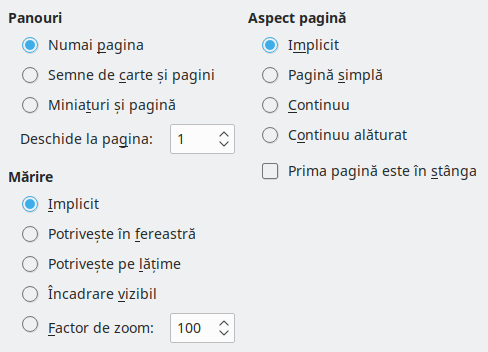 Panouri
Numai pagina
Semne de carte și pagini
Miniaturi și pagină
Deschide la pagina: 1
Mărire
Implicit
Potrivește în fereastră
Potrivește pe lățime
Încadrare vizibil
Factor de zoom: 100
Aspect pagină
Implicit
Pagină simplă
Continuu
Continuu alăturat
Prima pagină este în stânga